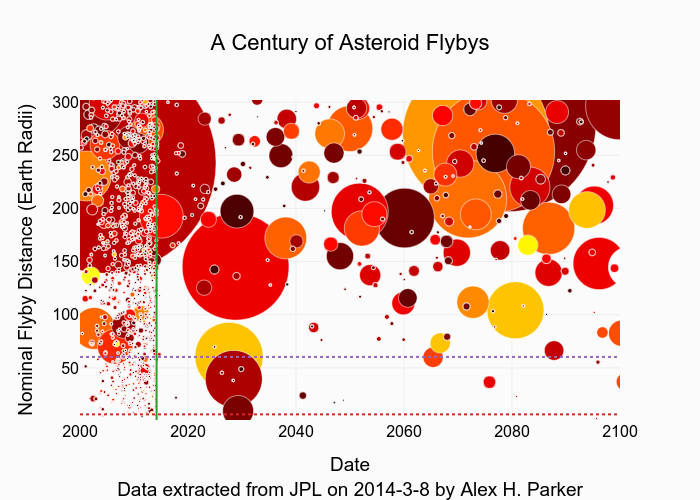 A Century of Asteroid Flybys
Nominal Flyby Distance (Earth Radii)
300
250
200
150
100
50
2000 2020 2040 2060 2080 2100
Date
Data extracted from JPL on 2014-3-8 by Alex H. Parker